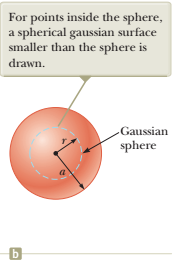 For points inside the sphere,
a spherical gaussian surface
smaller than the sphere is
drawn.
Gaussian
sphere
r
a
b